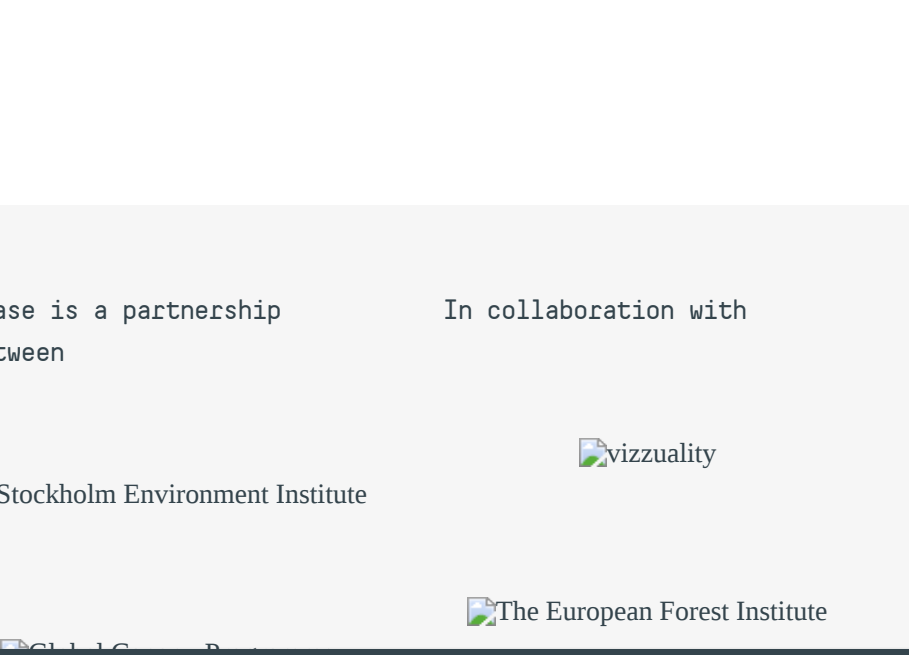 ase is a partnership
tween
Stockholm Environment Institute
In collaboration with
vizzuality
The European Forest Institute